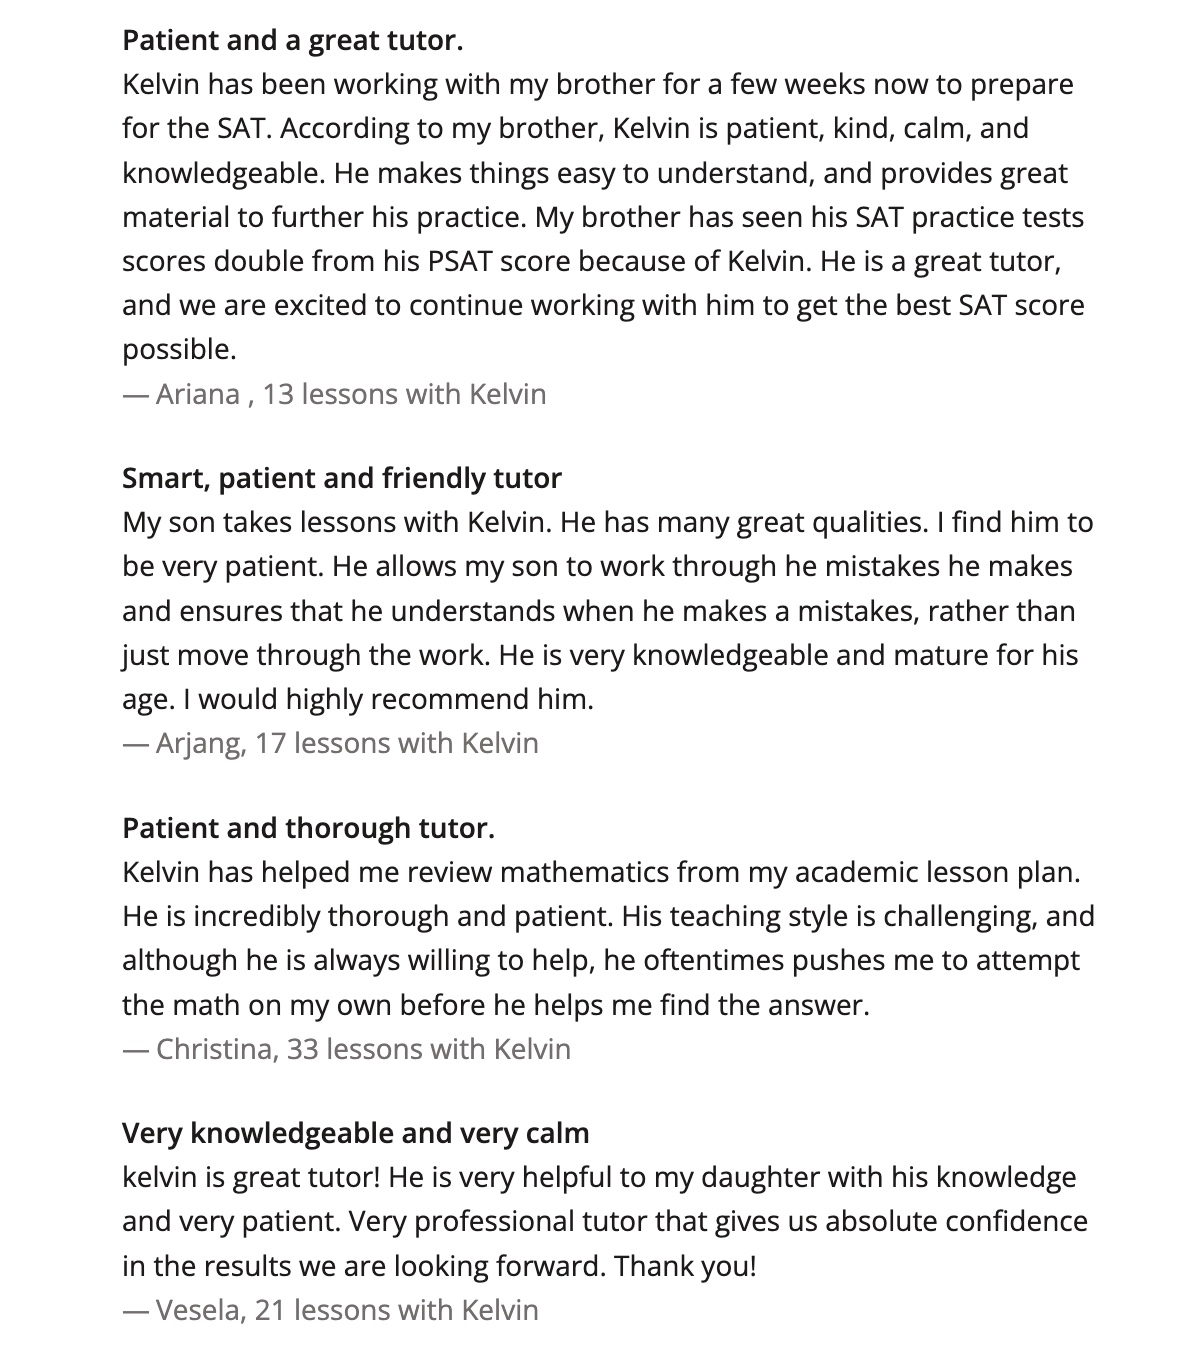 Patient and a great tutor.
Kelvin has been working with my brother for a few weeks now to prepare
for the SAT. According to my brother, Kelvin is patient, kind, calm, and
knowledgeable. He makes things easy to understand, and provides great
material to further his practice. My brother has seen his SAT practice tests
scores double from his PSAT score because of Kelvin. He is a great tutor,
and we are excited to continue working with him to get the best SAT score
possible.
— Ariana , 13 lessons with Kelvin
Smart, patient and friendly tutor
My son takes lessons with Kelvin. He has many great qualities. I find him to
be very patient. He allows my son to work through he mistakes he makes
and ensures that he understands when he makes a mistakes, rather than
just move through the work. He is very knowledgeable and mature for his
age. I would highly recommend him.
— Arjang, 17 lessons with Kelvin
Patient and thorough tutor.
Kelvin has helped me review mathematics from my academic lesson plan.
He is incredibly thorough and patient. His teaching style is challenging, and
although he is always willing to help, he oftentimes pushes me to attempt
the math on my own before he helps me find the answer.
— Christina, 33 lessons with Kelvin
Very knowledgeable and very calm
kelvin is great tutor! He is very helpful to my daughter with his knowledge
and very patient. Very professional tutor that gives us absolute confidence
in the results we are looking forward. Thank you!
— Vesela, 21 lessons with Kelvin